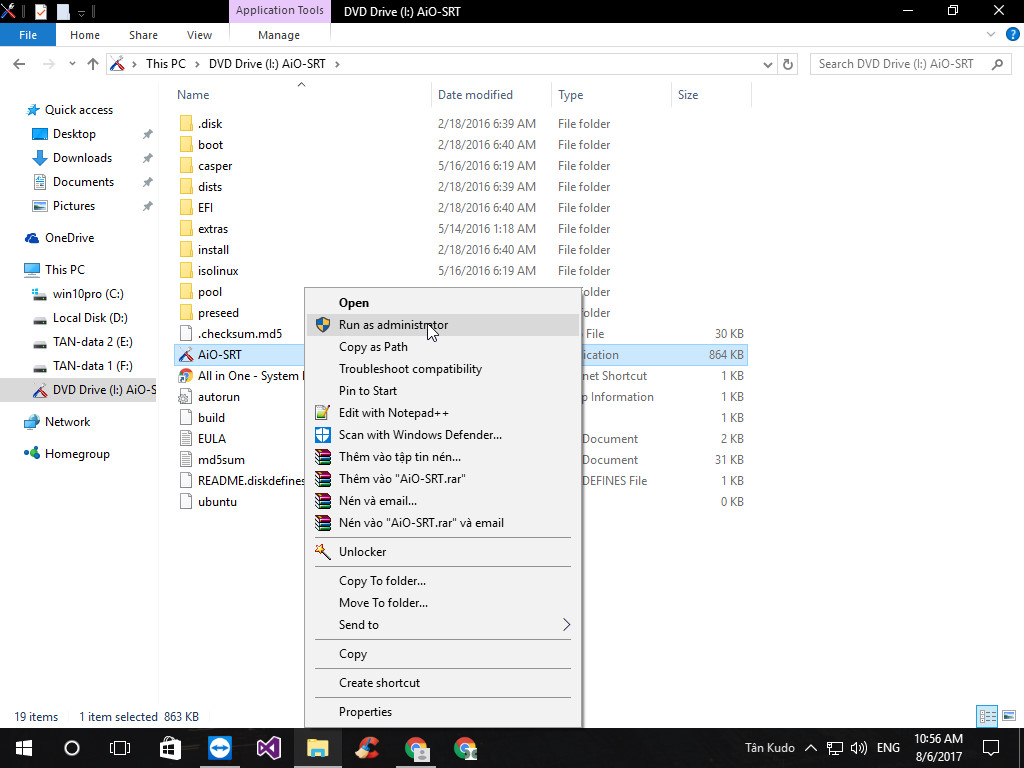 Application Tools DVD Drive (I:) AiO-SRT
File Home Share View Manage
This PC DVD Drive (I:) AiO-SRT Search DVD Drive (I:) AiO-SRT
Name Date modified Type Size
Quick access
Desktop
Downloads
Documents
Pictures
OneDrive
This PC
win10pro (C:)
Local Disk (D:)
TAN-data 2 (E:)
TAN-data 1 (F:)
DVD Drive (I:) AiO-S
Network
Homegroup
.disk 2/18/2016 6:39 AM File folder
boot 2/18/2016 6:40 AM File folder
casper 5/16/2016 6:19 AM File folder
dists 2/18/2016 6:39 AM File folder
EFI 2/18/2016 6:40 AM File folder
extras 5/14/2016 1:18 AM File folder
install 2/18/2016 6:40 AM File folder
isolinux 5/16/2016 6:19 AM File folder
pool older
preseed older
.checksum.md5 File 30 KB
AiO-SRT ication 864 KB
All in One - System net Shortcut 1 KB
autorun p Information 1 KB
build 1 KB
EULA Document 2 KB
md5sum Document 31 KB
README.diskdefines DEFINES File 1 KB
ubuntu 0 KB
Open
Run as administrator
Copy as Path
Troubleshoot compatibility
Pin to Start
Edit with Notepad++
Scan with Windows Defender...
Thêm vào tập tin nén...
Thêm vào "AiO-SRT.rar"
Nén và email...
Nén vào "AiO-SRT.rar" và email
Unlocker
Copy To folder...
Move To folder...
Send to
Copy
Create shortcut
Properties
19 items 1 item selected 863 KB
Tân Kudo ENG 10:56 AM
8/6/2017